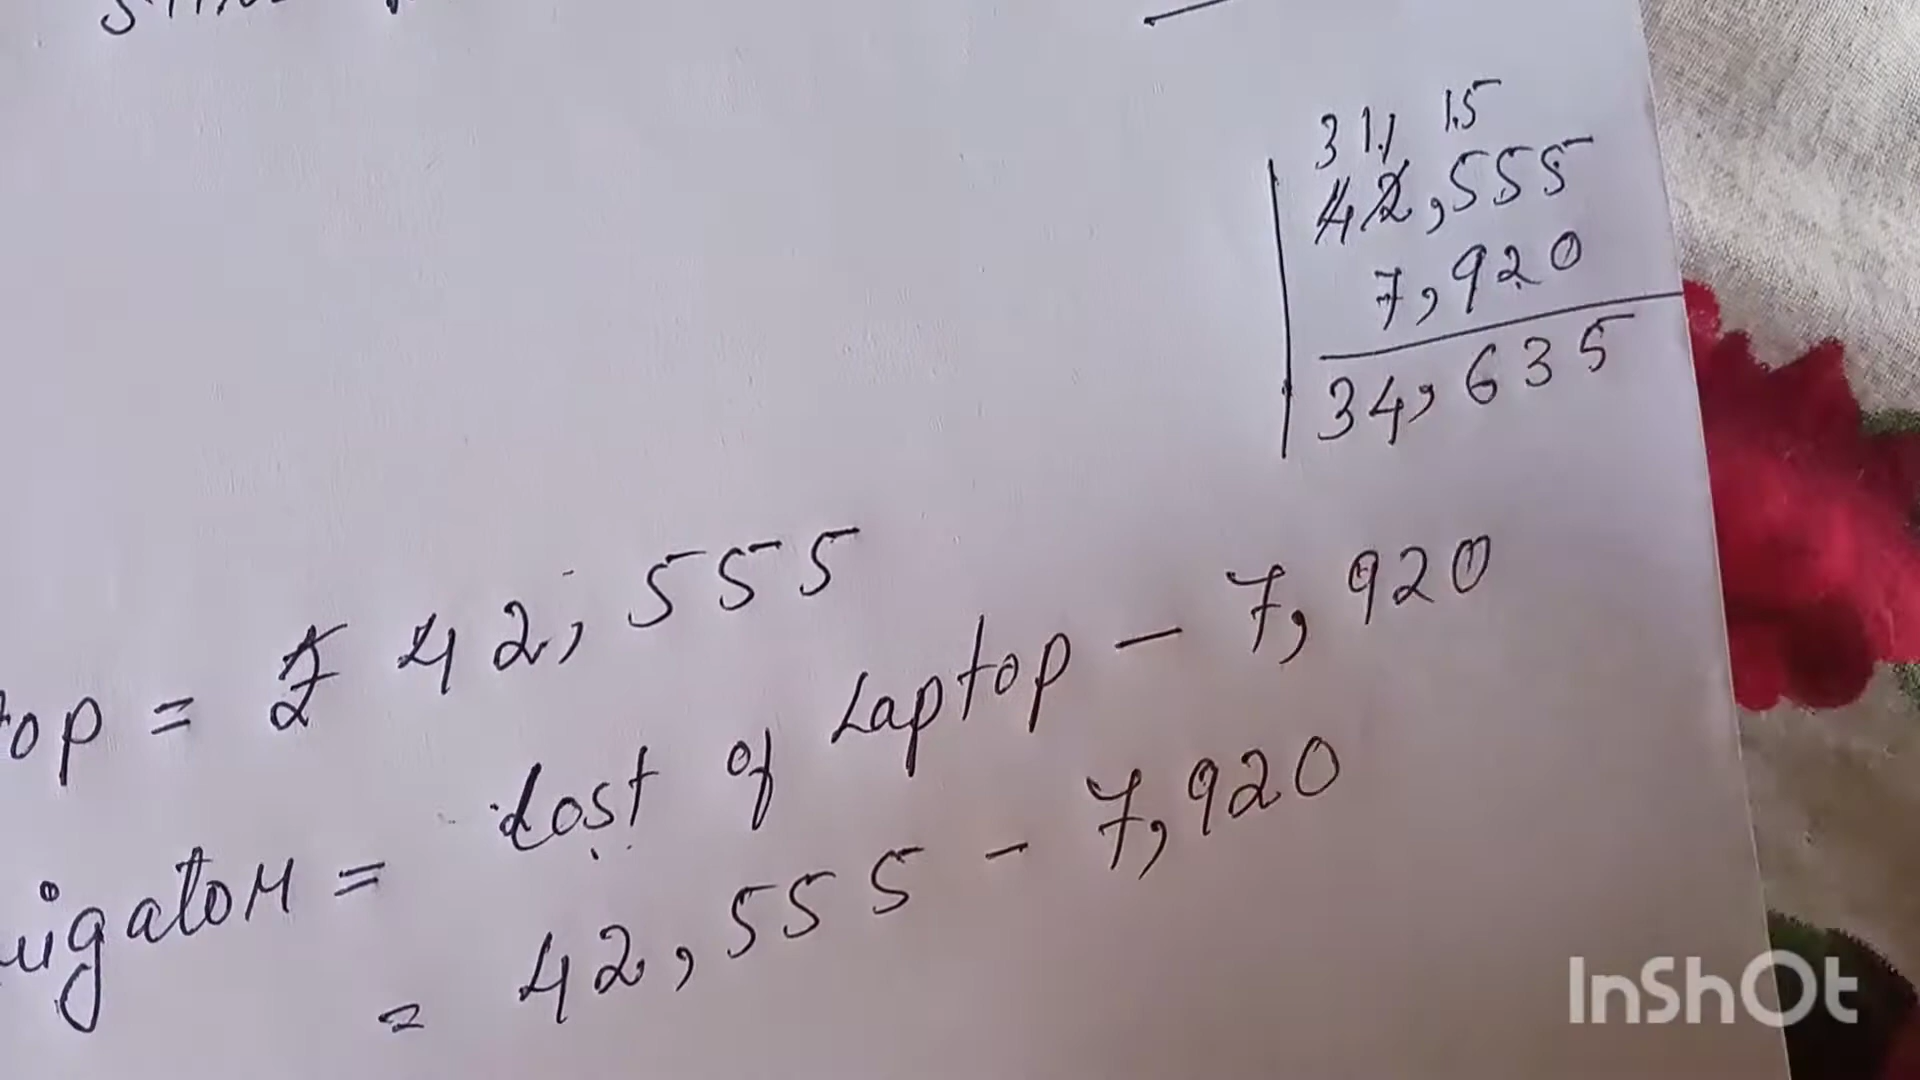 3 11 15
42,555
7,920
34,635
top = ₹ 42,555
igator = Cost of Laptop - 7,920
= 42,555 - 7,920
InShOt